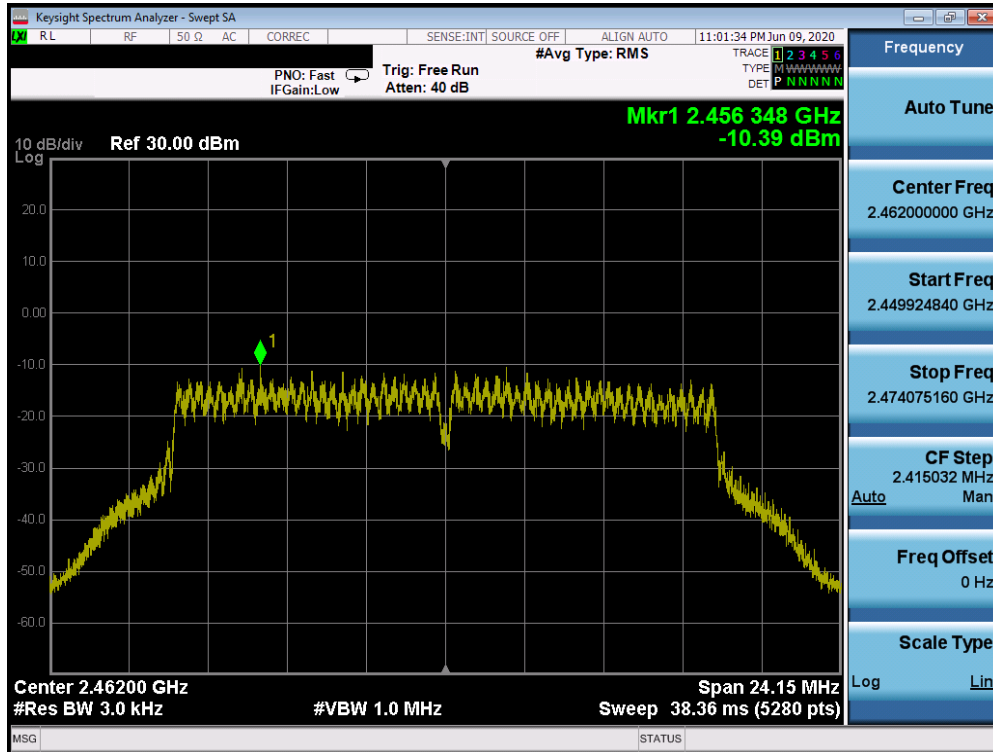 Keysight Spectrum Analyzer - Swept SA
LXI RL RF 50 Ω AC CORREC SENSE:INT SOURCE OFF ALIGN AUTO 11:01:34 PM Jun 09, 2020
#Avg Type: RMS TRACE 1 2 3 4 5 6
PNO: Fast Trig: Free Run TYPE M WWWWW
IFGain:Low Atten: 40 dB DET P N N N N N
Mkr1 2.456 348 GHz
-10.39 dBm
10 dB/div Ref 30.00 dBm
Log
20.0
10.0
0.00
1
-10.0
-20.0
-30.0
-40.0
-50.0
-60.0
Center 2.46200 GHz Span 24.15 MHz
#Res BW 3.0 kHz #VBW 1.0 MHz Sweep 38.36 ms (5280 pts)
MSG STATUS
Frequency
Auto Tune
Center Freq
2.462000000 GHz
Start Freq
2.449924840 GHz
Stop Freq
2.474075160 GHz
CF Step
2.415032 MHz
Auto Man
Freq Offset
0 Hz
Scale Type
Log Lin